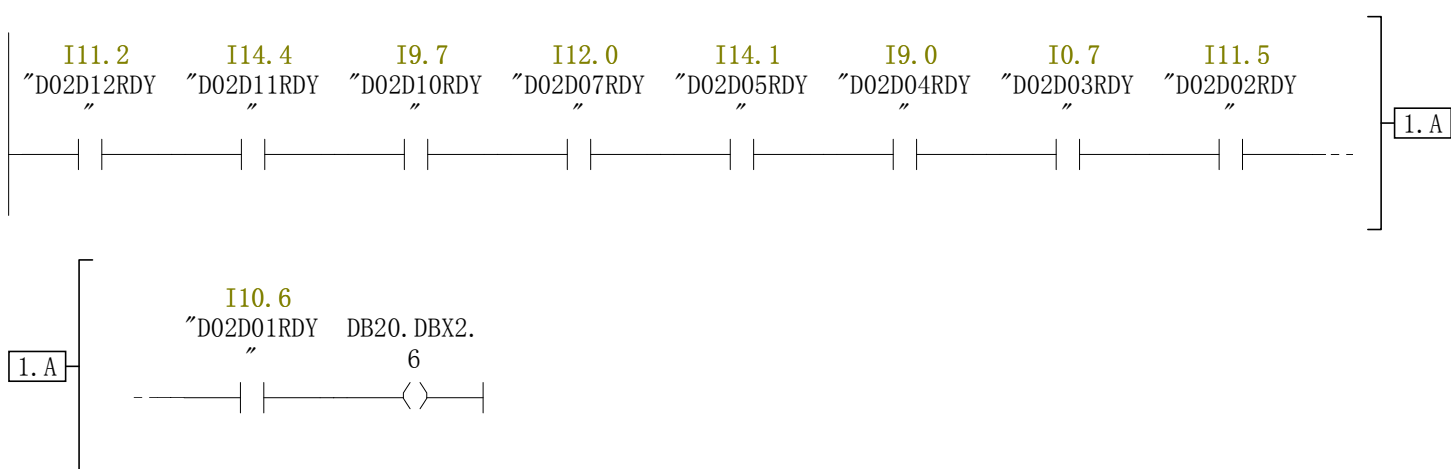 I11.2 I14.4 I9.7 I12.0 I14.1 I9.0 I0.7 I11.5
"D02D12RDY "D02D11RDY "D02D10RDY "D02D07RDY "D02D05RDY "D02D04RDY "D02D03RDY "D02D02RDY
" " " " " " " "
1.A
I10.6
"D02D01RDY DB20.DBX2.
" 6
1.A